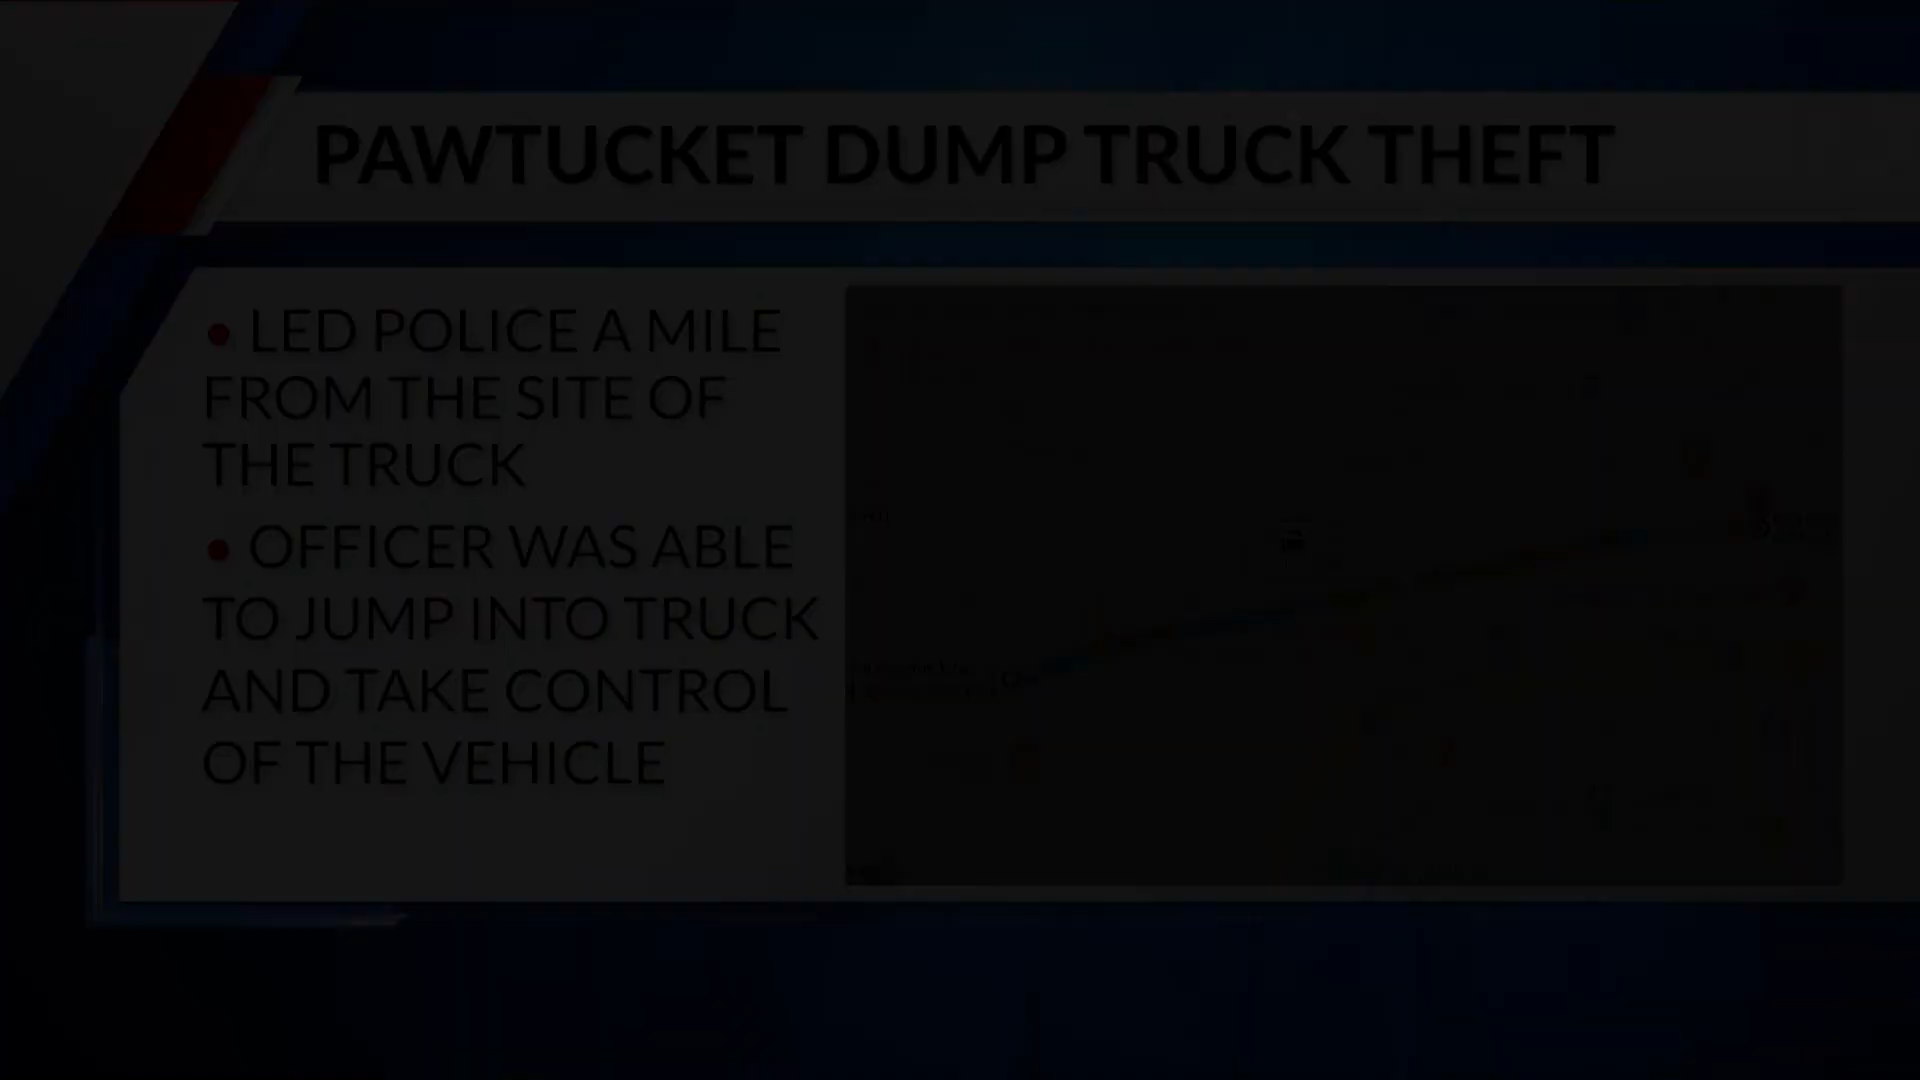 PAWTUCKET DUMP TRUCK THEFT
• LED POLICE A MILE
FROM THE SITE OF
THE TRUCK
• OFFICER WAS ABLE
TO JUMP INTO TRUCK
AND TAKE CONTROL
OF THE VEHICLE